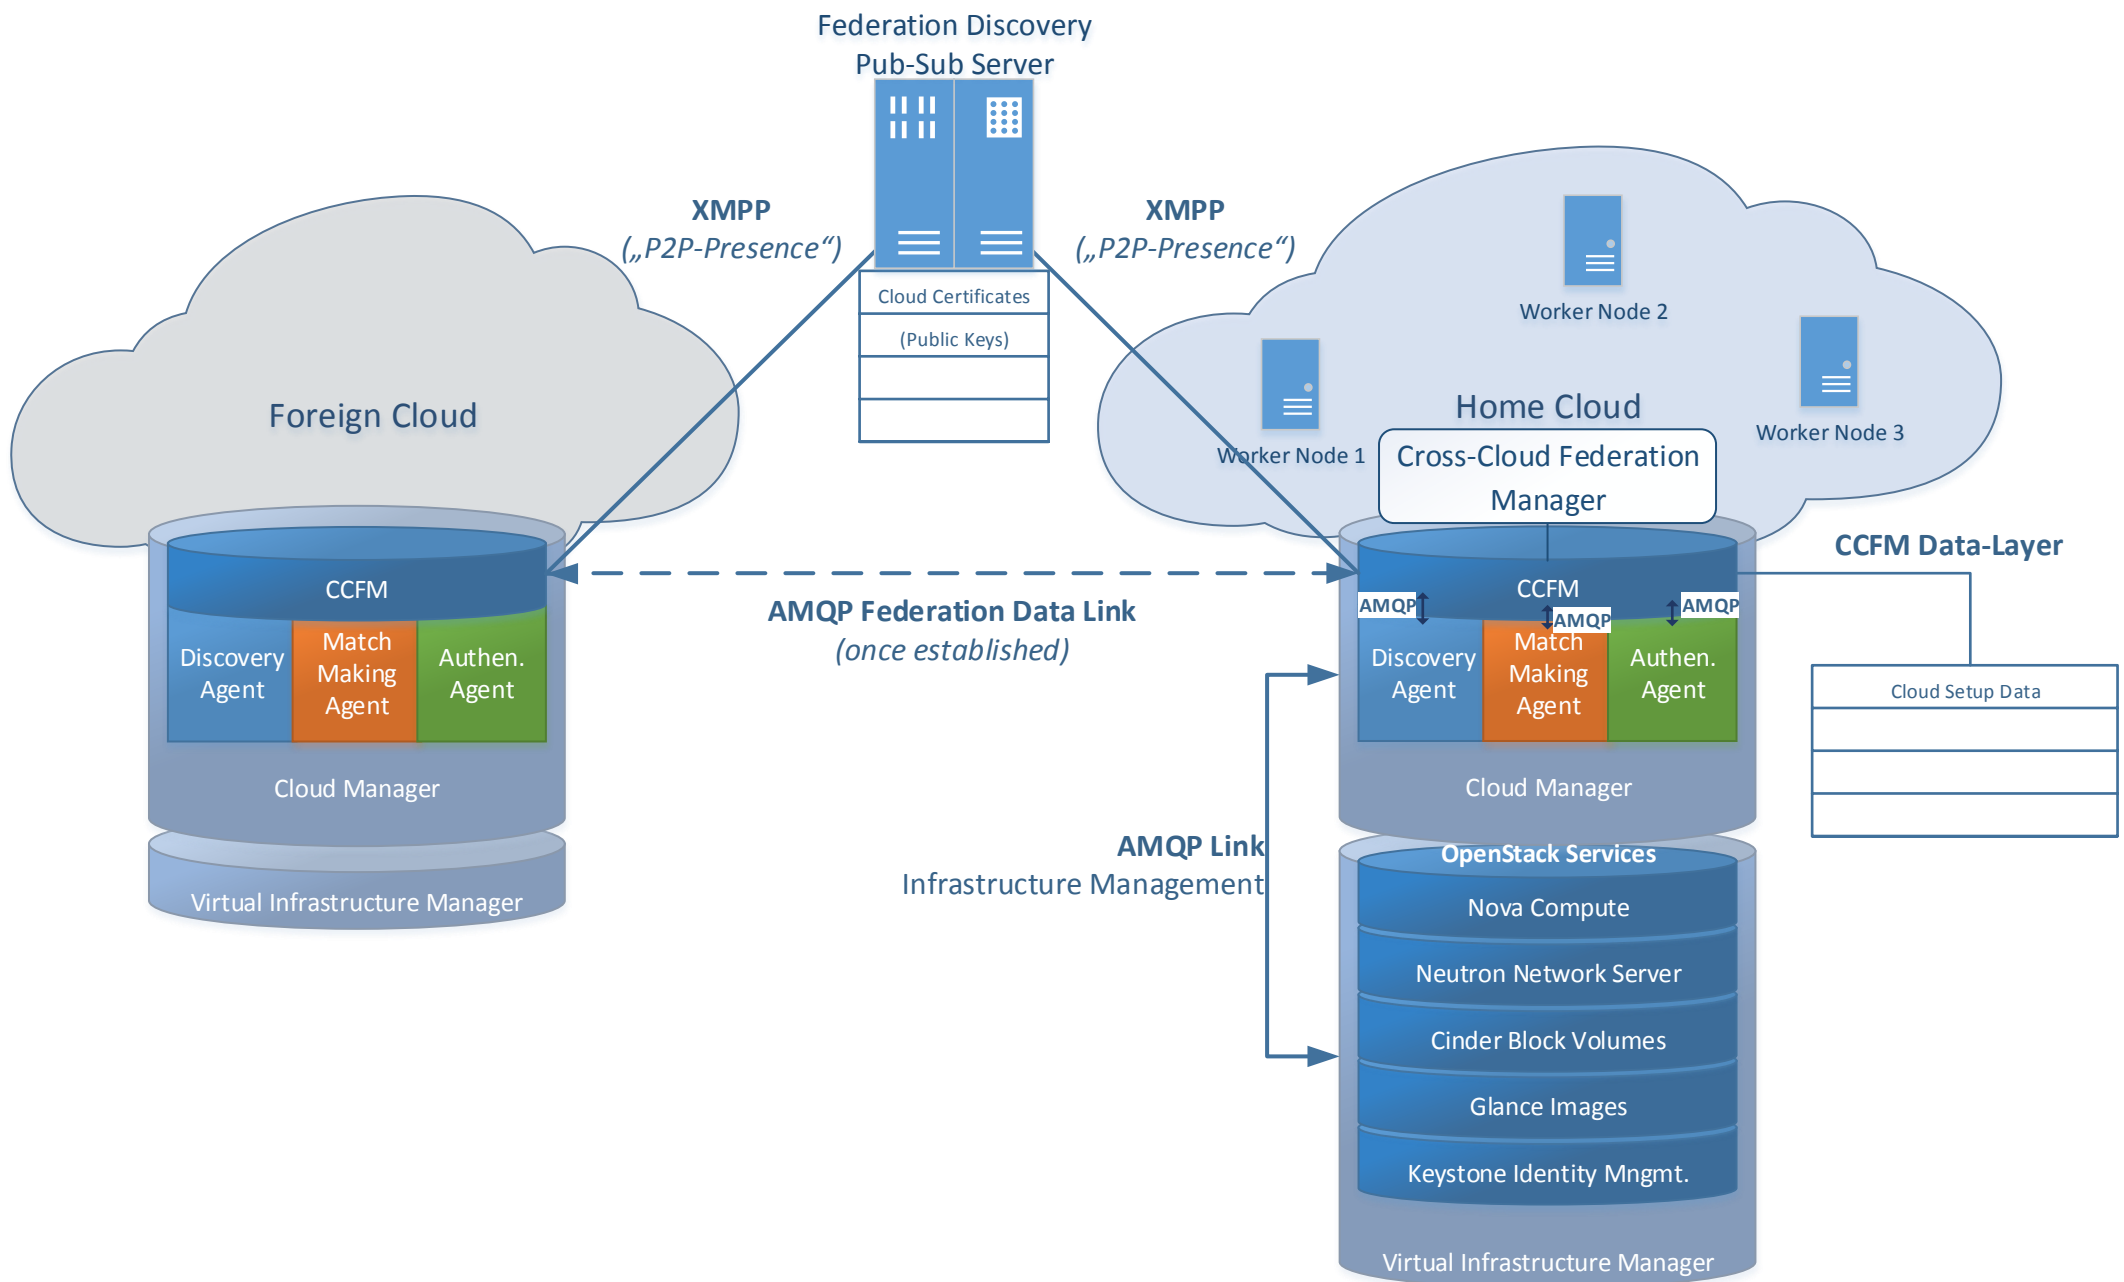 Federation Discovery
Pub-Sub Server
XMPP
(„P2P-Presence“)
XMPP
(„P2P-Presence“)
Cloud Certificates
(Public Keys)
Worker Node 2
Worker Node 1
Worker Node 3
Foreign Cloud
Home Cloud
Cross-Cloud Federation
Manager
CCFM
Discovery
Agent
Match
Making
Agent
Authen.
Agent
Cloud Manager
Virtual Infrastructure Manager
AMQP Federation Data Link
(once established)
CCFM
AMQP
AMQP
AMQP
Discovery
Agent
Match
Making
Agent
Authen.
Agent
Cloud Manager
CCFM Data-Layer
Cloud Setup Data
AMQP Link
Infrastructure Management
OpenStack Services
Nova Compute
Neutron Network Server
Cinder Block Volumes
Glance Images
Keystone Identity Mngmt.
Virtual Infrastructure Manager